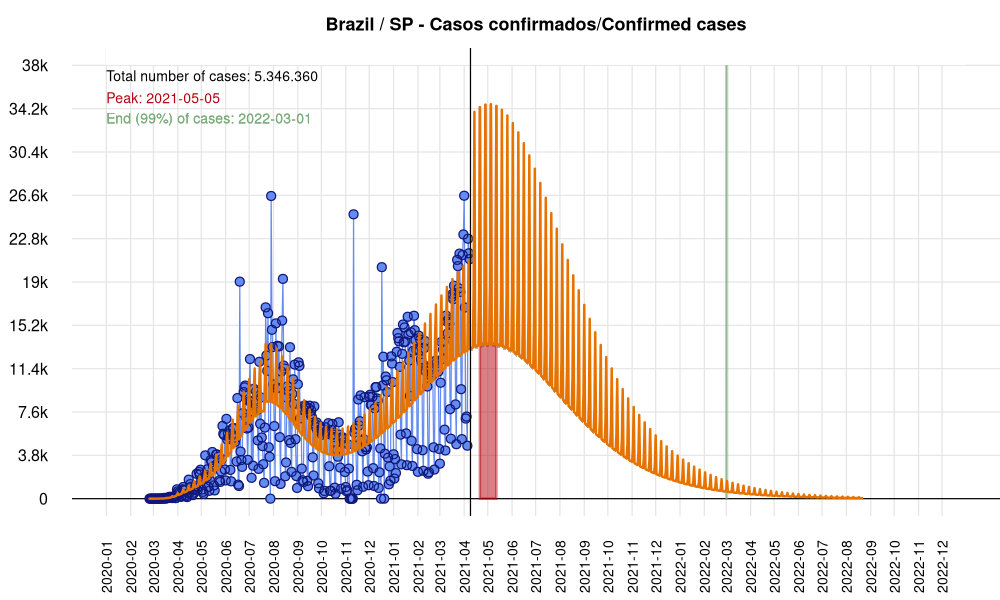 Brazil / SP - Casos confirmados/Confirmed cases
Total number of cases: 5.346.360
Peak: 2021-05-05
End (99%) of cases: 2022-03-01
38k
34.2k
30.4k
26.6k
22.8k
19k
15.2k
11.4k
7.6k
3.8k
0
2020-01
2020-02
2020-03
2020-04
2020-05
2020-06
2020-07
2020-08
2020-09
2020-10
2020-11
2020-12
2021-01
2021-02
2021-03
2021-04
2021-05
2021-06
2021-07
2021-08
2021-09
2021-10
2021-11
2021-12
2022-01
2022-02
2022-03
2022-04
2022-05
2022-06
2022-07
2022-08
2022-09
2022-10
2022-11
2022-12